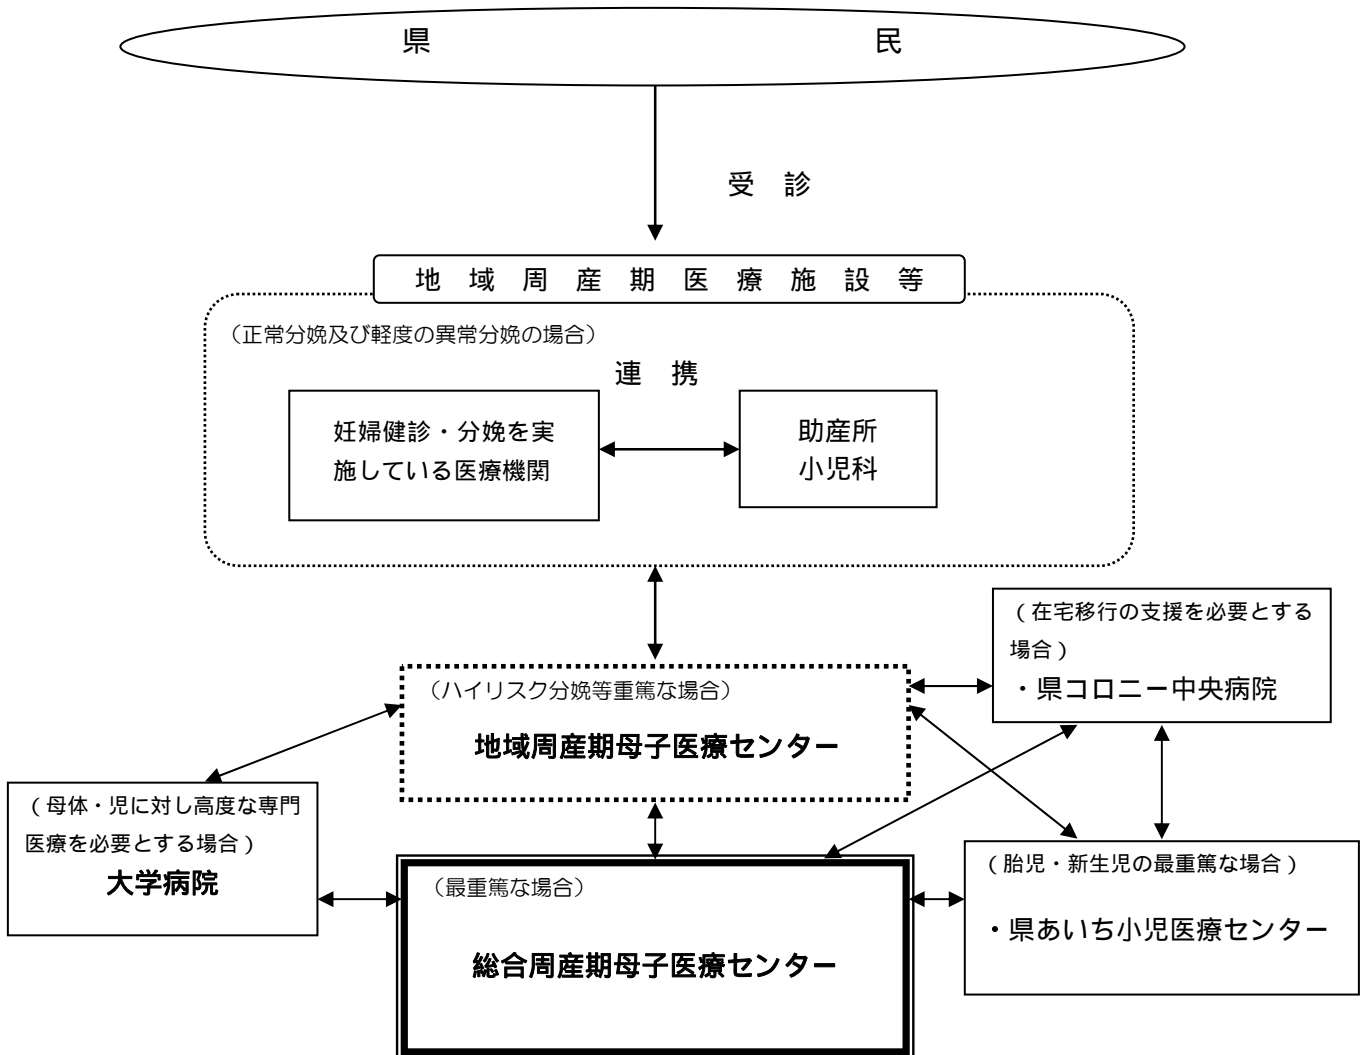 県　民
受　診
地　域　周　産　期　医　療　施　設　等
（正常分娩及び軽度の異常分娩の場合）
連　携
妊婦健診・分娩を実
施している医療機関
助産所
小児科
（在宅移行の支援を必要とする
場合）
・県コロニー中央病院
（ハイリスク分娩等重篤な場合）
地域周産期母子医療センター
（母体・児に対し高度な専門
医療を必要とする場合）
大学病院
（最重篤な場合）
総合周産期母子医療センター
（胎児・新生児の最重篤な場合）
・県あいち小児医療センター